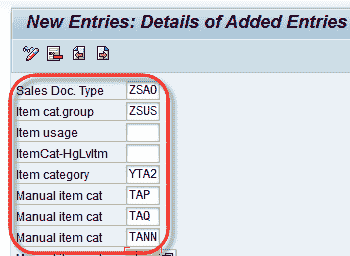 New Entries: Details of Added Entries
Sales Doc. Type ZSAO
Item cat.group ZSUS
Item usage
ItemCat-HgLvItm
Item category YTA2
Manual item cat TAP
Manual item cat TAQ
Manual item cat TANN